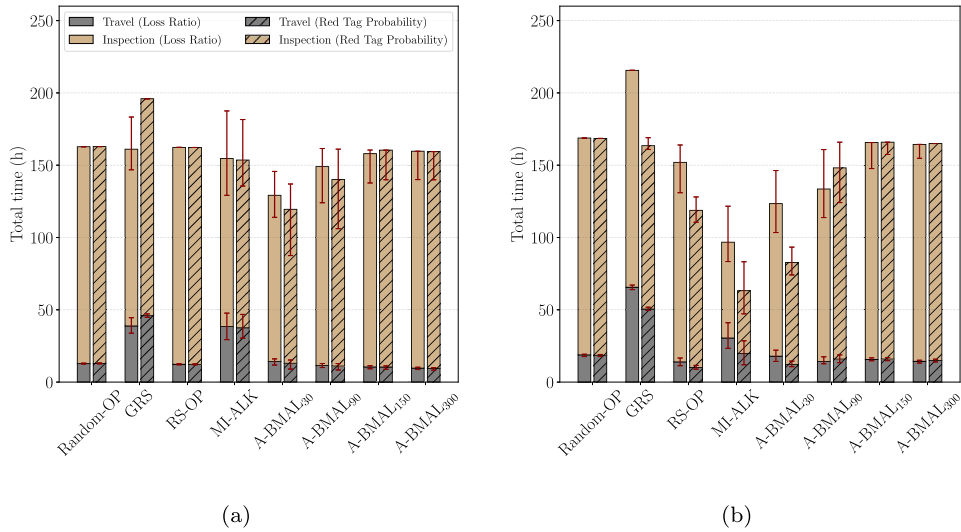 250
200
150
100
50
0
Total time (h)
Travel (Loss Ratio)
Inspection (Loss Ratio)
Travel (Red Tag Probability)
Inspection (Red Tag Probability)
Random-OP
GRS
RS-OP
MI-ALK
A-BMAL30
A-BMAL90
A-BMAL150
A-BMAL300
(a)
250
200
150
100
50
0
Total time (h)
Random-OP
GRS
RS-OP
MI-ALK
A-BMAL30
A-BMAL90
A-BMAL150
A-BMAL300
(b)